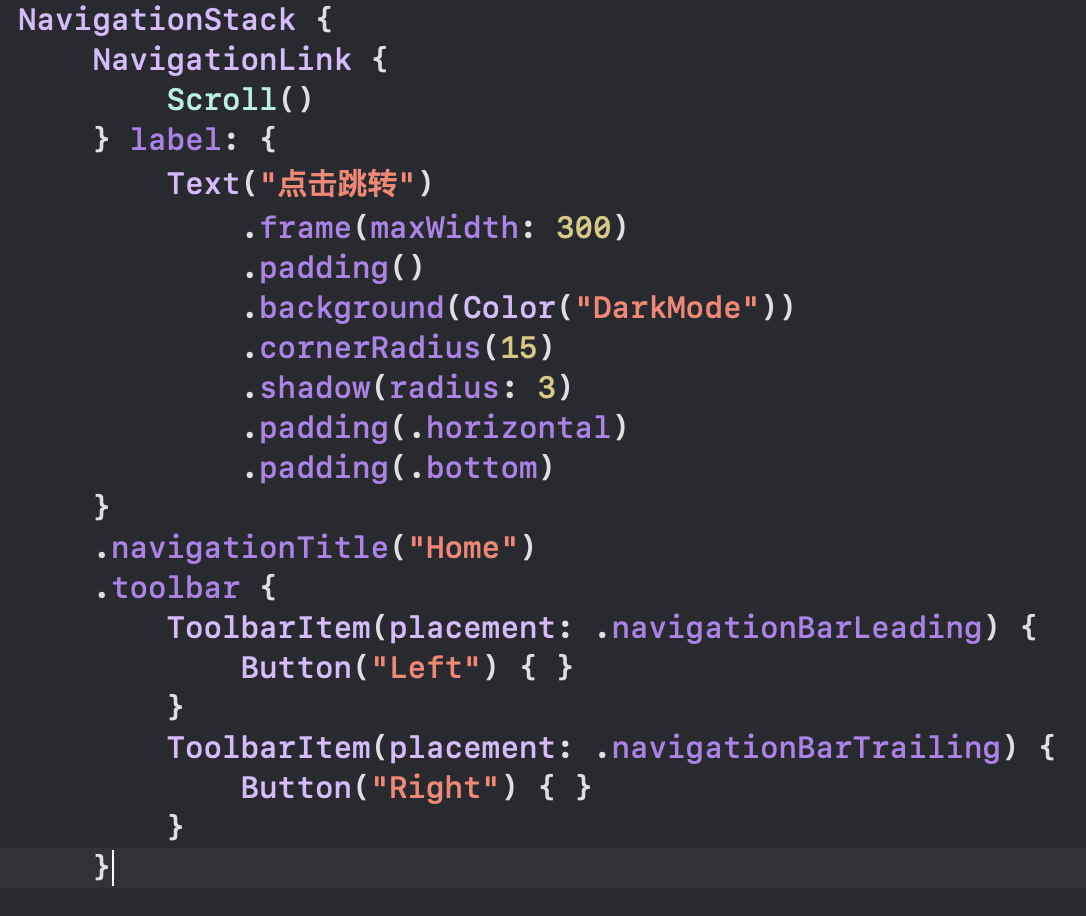 NavigationStack {
    NavigationLink {
        Scroll()
    } label: {
        Text("点击跳转")
            .frame(maxWidth: 300)
            .padding()
            .background(Color("DarkMode"))
            .cornerRadius(15)
            .shadow(radius: 3)
            .padding(.horizontal)
            .padding(.bottom)
    }
    .navigationTitle("Home")
    .toolbar {
        ToolbarItem(placement: .navigationBarLeading) {
            Button("Left") { }
        }
        ToolbarItem(placement: .navigationBarTrailing) {
            Button("Right") { }
        }
    }